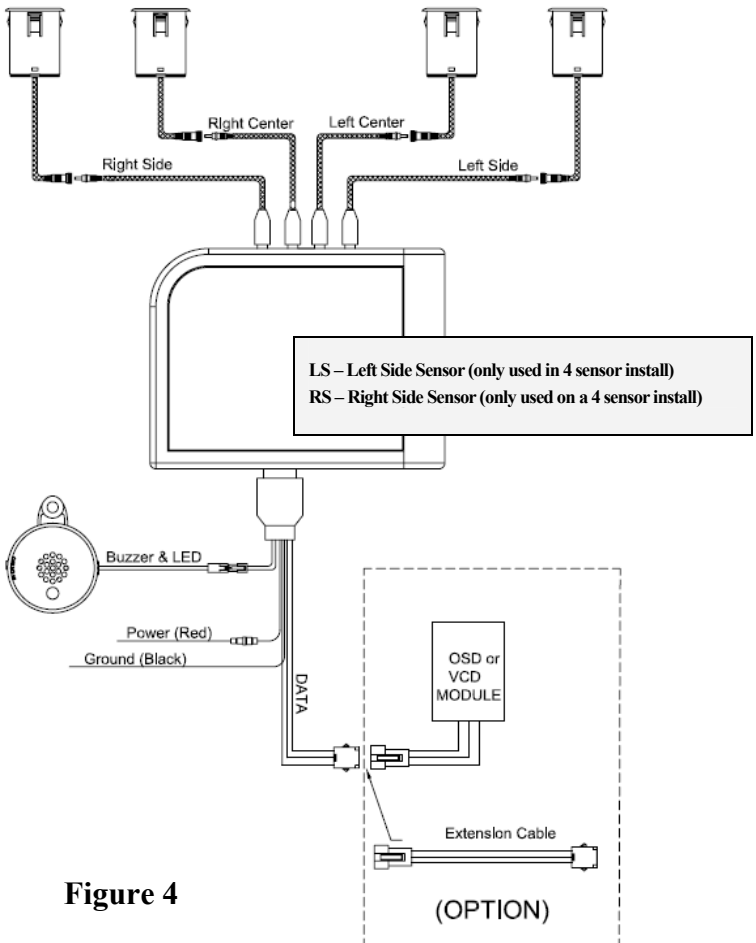 Right Center
Left Center
Right Side
Left Side
LS – Left Side Sensor (only used in 4 sensor install)
RS – Right Side Sensor (only used on a 4 sensor install)
Buzzer & LED
Power (Red)
Ground (Black)
DATA
OSD or
VCD
MODULE
Extension Cable
Figure 4
(OPTION)